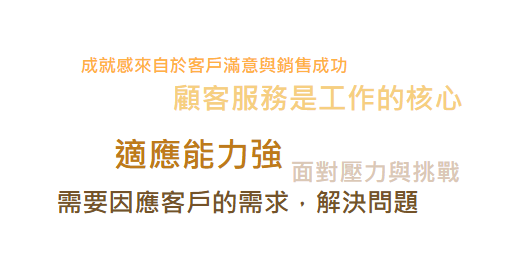 成就感來自於客戶滿意與銷售成功
顧客服務是工作的核心
適應能力強
面對壓力與挑戰
需要因應客戶的需求，解決問題